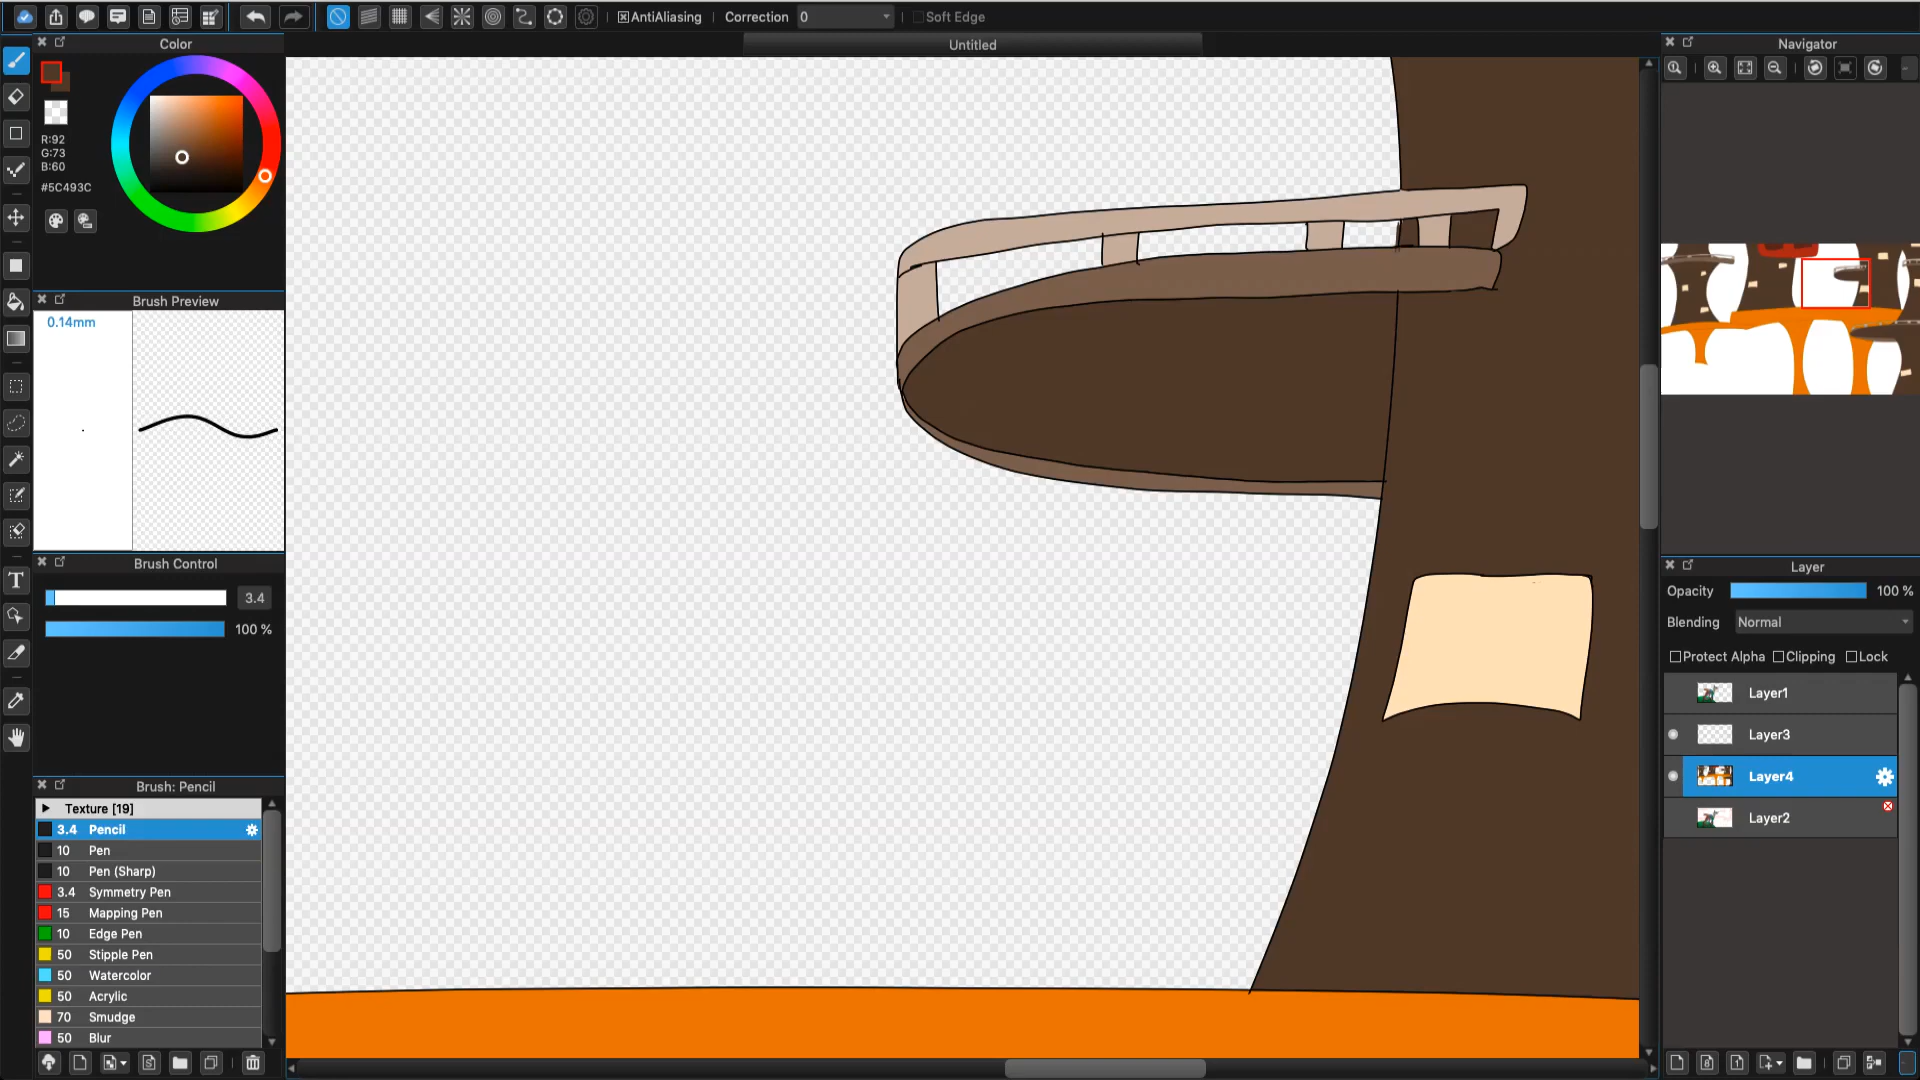 AntiAliasing
Correction
0
Soft Edge
Untitled
Color
R:92
G:73
B:60
#5C493C
Brush Preview
0.14mm
Brush Control
3.4
100 %
Brush: Pencil
Texture [19]
3.4 Pencil
10 Pen
10 Pen (Sharp)
3.4 Symmetry Pen
15 Mapping Pen
10 Edge Pen
50 Stipple Pen
50 Watercolor
50 Acrylic
70 Smudge
50 Blur
T
Navigator
Layer
Opacity 100 %
Blending Normal
Protect Alpha Clipping Lock
Layer1
Layer3
Layer4
Layer2